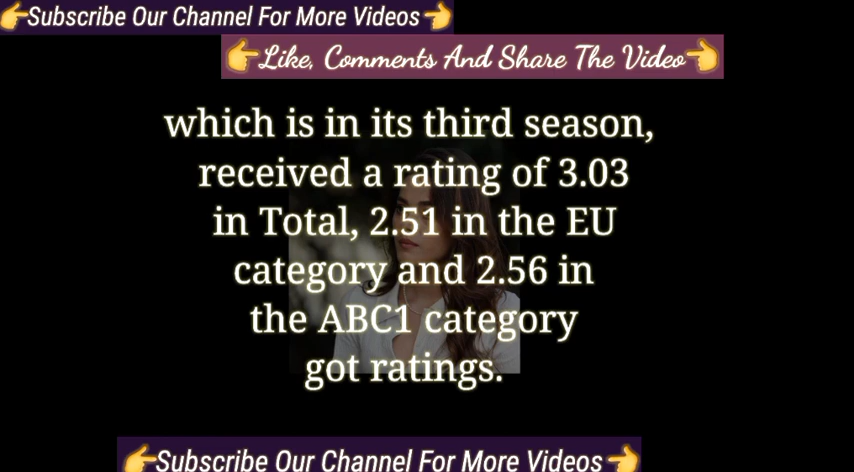 👉Subscribe Our Channel For More Videos👈
👉Like, Comments And Share The Video👈
which is in its third season,
received a rating of 3.03
in Total, 2.51 in the EU
category and 2.56 in
the ABC1 category
got ratings.
👉Subscribe Our Channel For More Videos👈